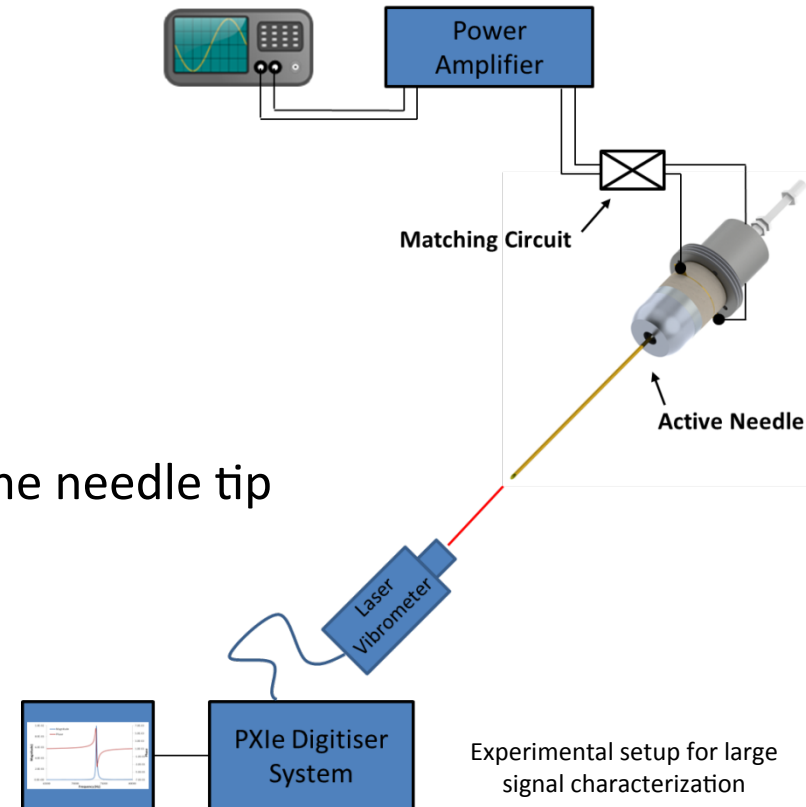 Power
Amplifier
Matching Circuit
Active Needle
ne needle tip
Laser
Vibrometer
PXIe Digitiser
System
Experimental setup for large
signal characterization